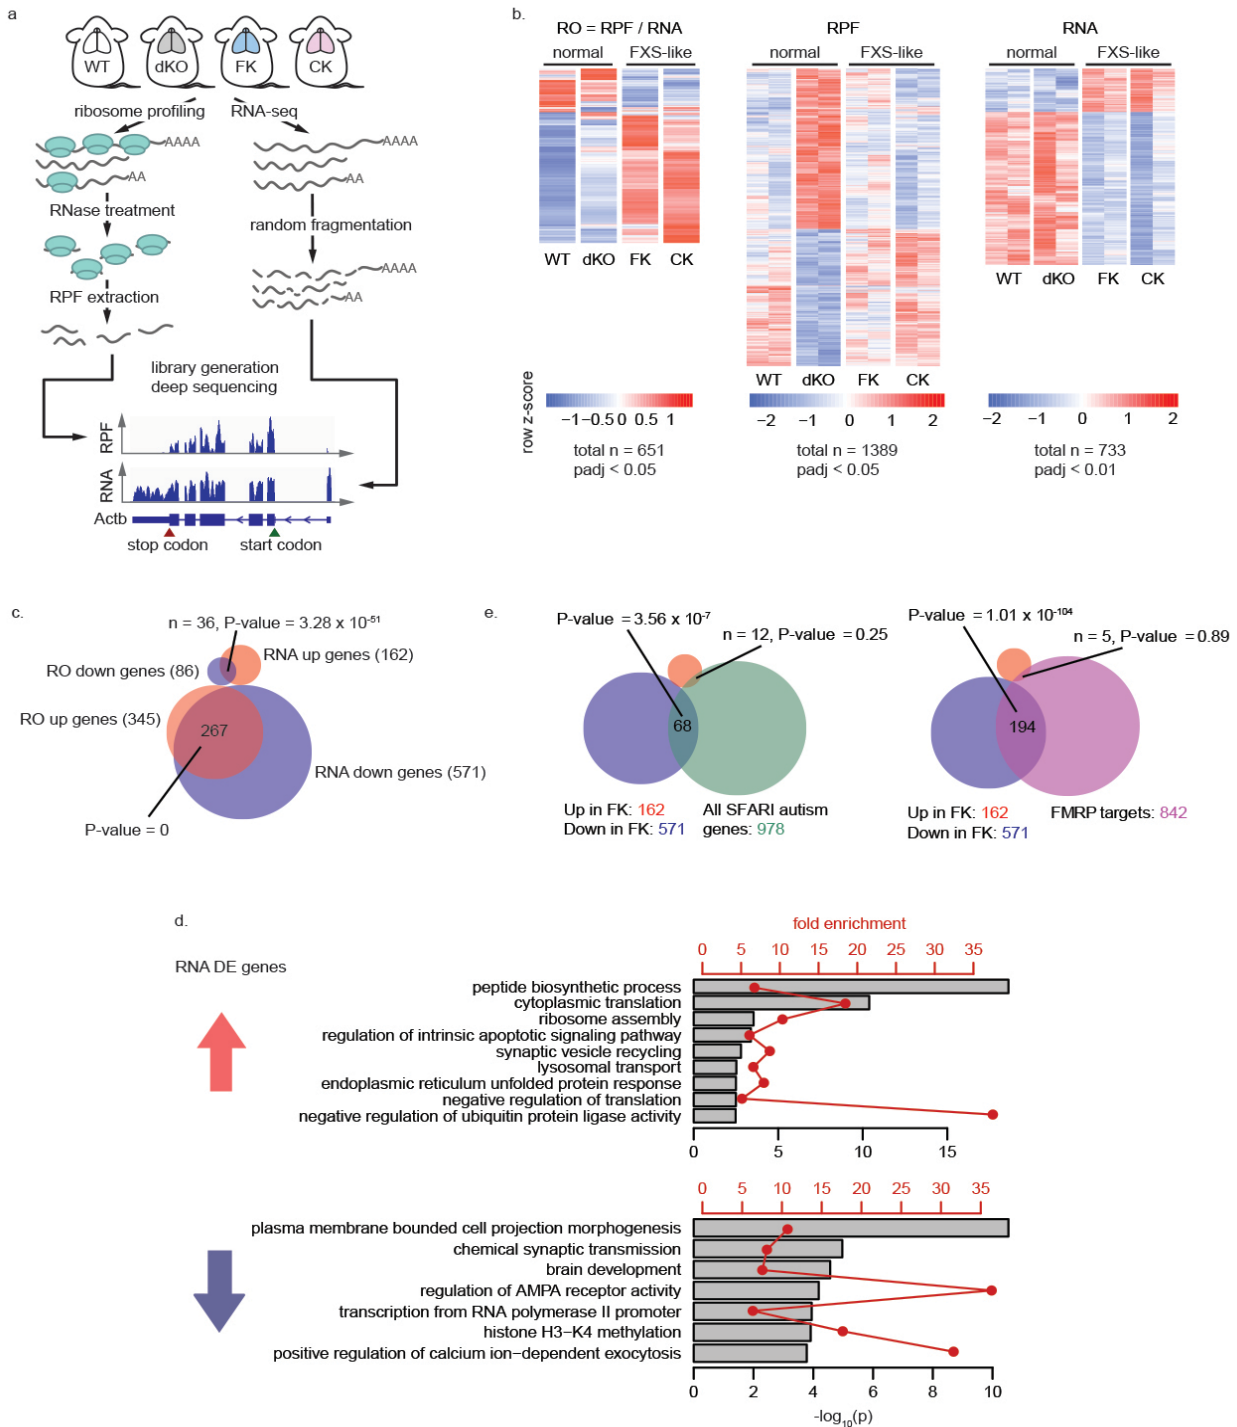 a
WT
dKO
FK
CK
ribosome profiling
RNA-seq
AAAA
AA
RNase treatment
RPF extraction
AAAA
AA
random fragmentation
AAAA
AA
library generation
deep sequencing
RPF
RNA
Actb
stop codon
start codon
b.
RO = RPF / RNA
normal
FXS-like
WT dKO FK CK
row z-score
−1 −0.5 0 0.5 1
total n = 651
padj < 0.05
RPF
normal
FXS-like
WT dKO FK CK
−2 −1 0 1 2
total n = 1389
padj < 0.05
RNA
normal
FXS-like
WT dKO FK CK
−2 −1 0 1 2
total n = 733
padj < 0.01
c.
n = 36, P-value = 3.28 x 10⁻⁵¹
RO down genes (86)
RNA up genes (162)
RO up genes (345)
267
RNA down genes (571)
P-value = 0
e.
P-value = 3.56 x 10⁻⁷
n = 12, P-value = 0.25
68
Up in FK: 162
Down in FK: 571
All SFARI autism
genes: 978
P-value = 1.01 x 10⁻¹⁰⁴
n = 5, P-value = 0.89
194
Up in FK: 162
Down in FK: 571
FMRP targets: 842
d.
RNA DE genes
fold enrichment
0 5 10 15 20 25 30 35
peptide biosynthetic process
cytoplasmic translation
ribosome assembly
regulation of intrinsic apoptotic signaling pathway
synaptic vesicle recycling
lysosomal transport
endoplasmic reticulum unfolded protein response
negative regulation of translation
negative regulation of ubiquitin protein ligase activity
0 5 10 15
0 5 10 15 20 25 30 35
plasma membrane bounded cell projection morphogenesis
chemical synaptic transmission
brain development
regulation of AMPA receptor activity
transcription from RNA polymerase II promoter
histone H3−K4 methylation
positive regulation of calcium ion−dependent exocytosis
0 2 4 6 8 10
-log₁₀(p)